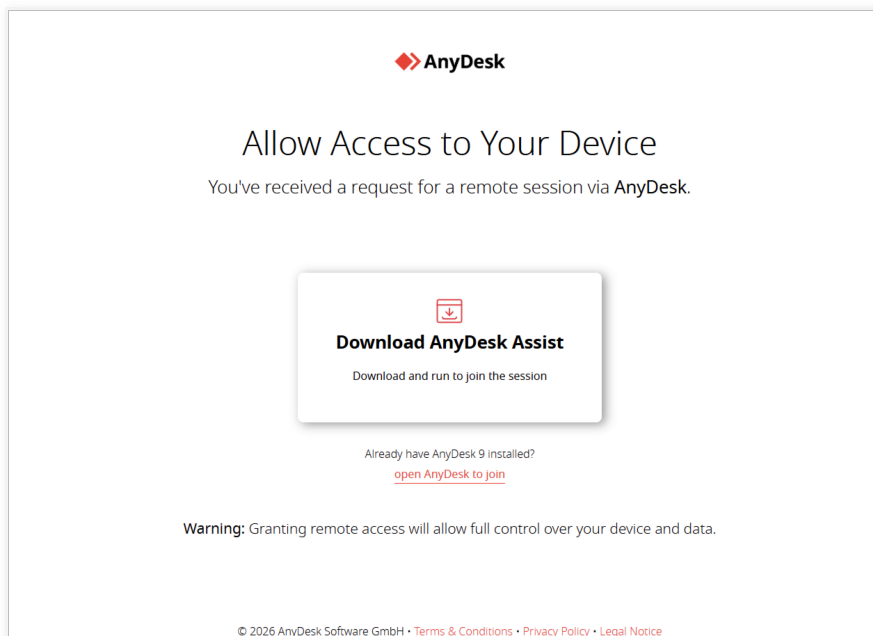 AnyDesk
Allow Access to Your Device
You've received a request for a remote session via AnyDesk.
Download AnyDesk Assist
Download and run to join the session
Already have AnyDesk 9 installed?
open AnyDesk to join
Warning: Granting remote access will allow full control over your device and data.
© 2026 AnyDesk Software GmbH • Terms & Conditions • Privacy Policy • Legal Notice